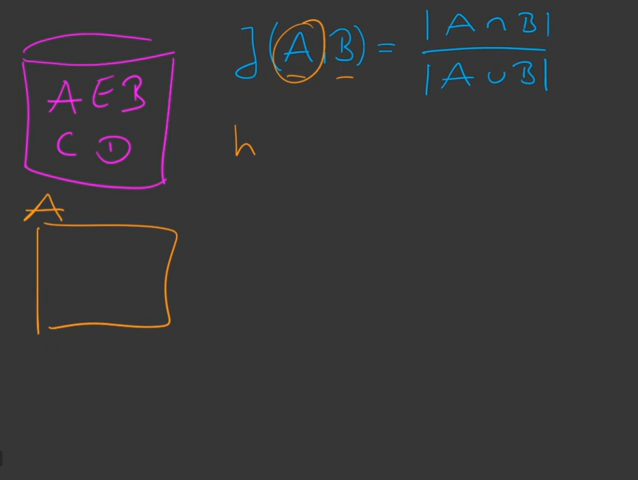 J(A, B) = |A ∩ B| / |A ∪ B|
A E B
C D
h
A